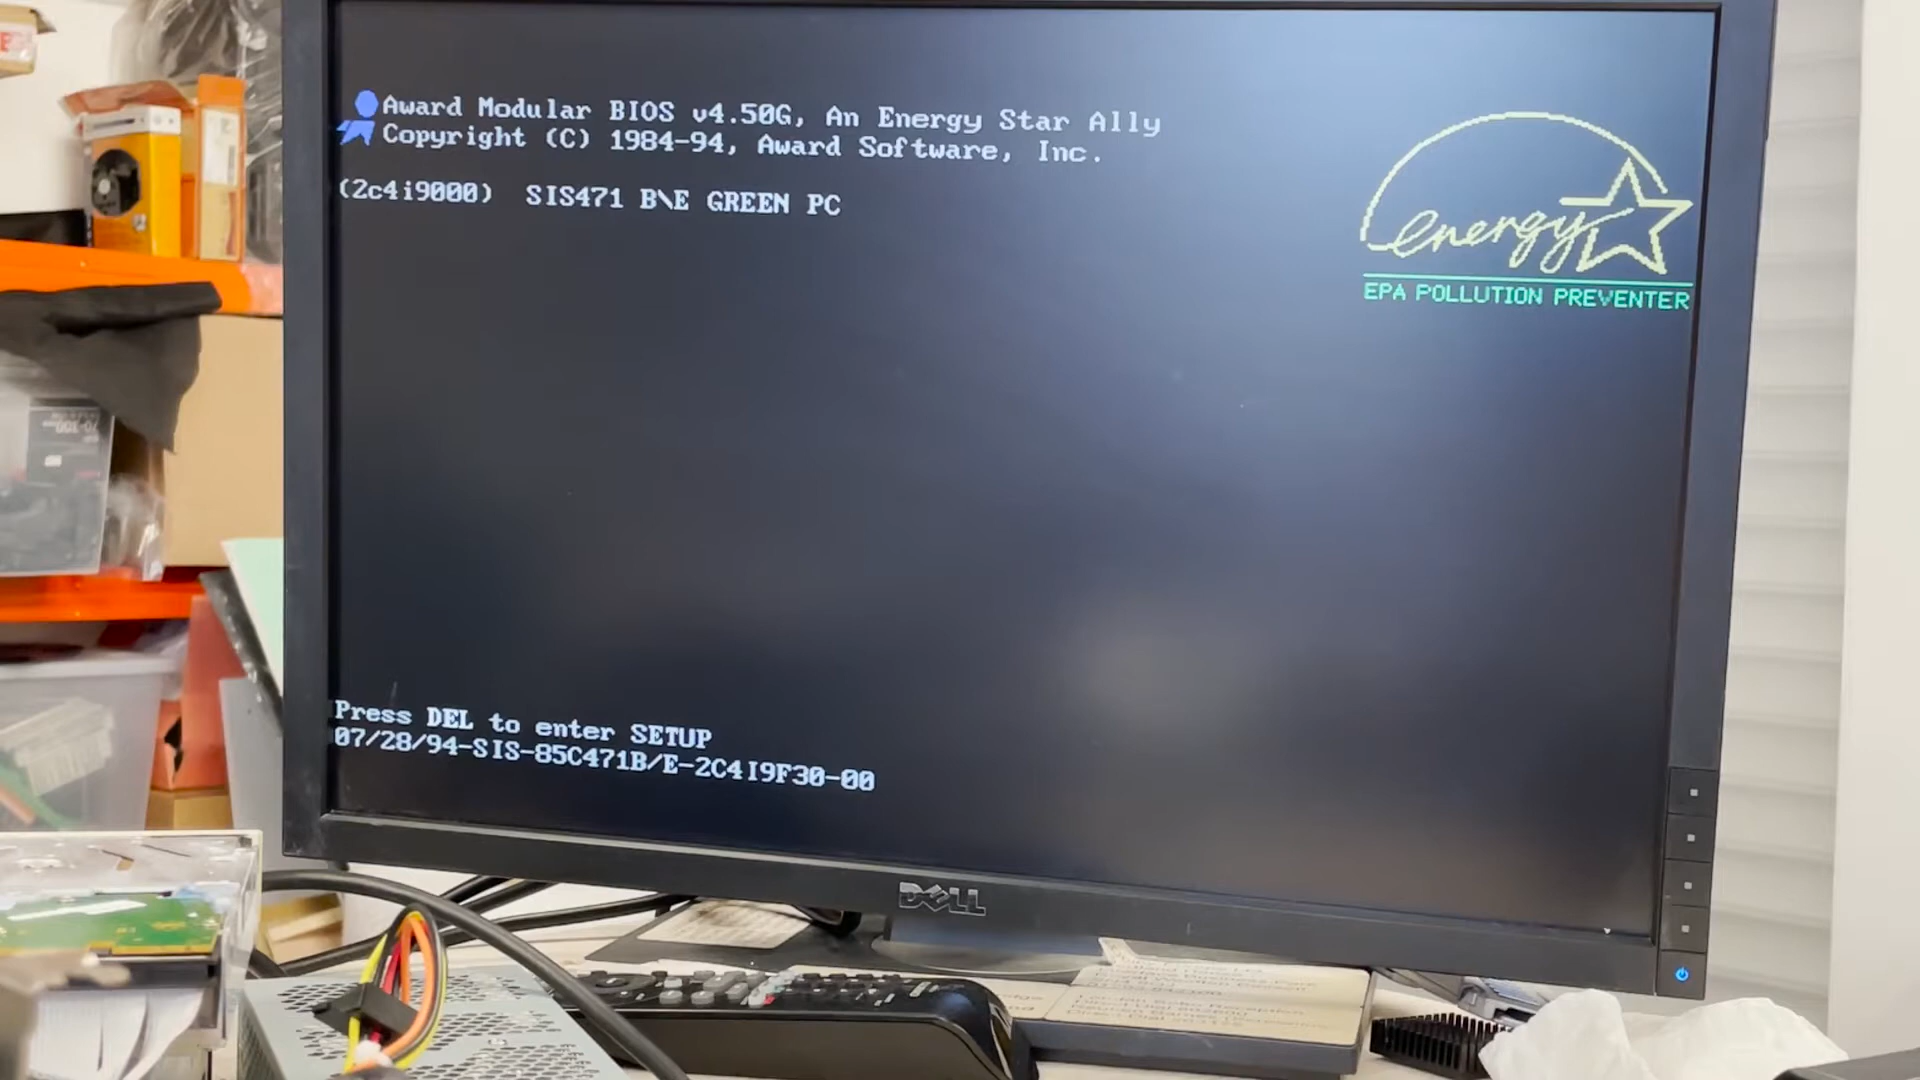 Award Modular BIOS v4.50G, An Energy Star Ally
Copyright (C) 1984-94, Award Software, Inc.
(2c4i9000) SIS471 B\E GREEN PC
energy
EPA POLLUTION PREVENTER
Press DEL to enter SETUP
07/28/94-SIS-85C471B/E-2C4I9F30-00
DELL